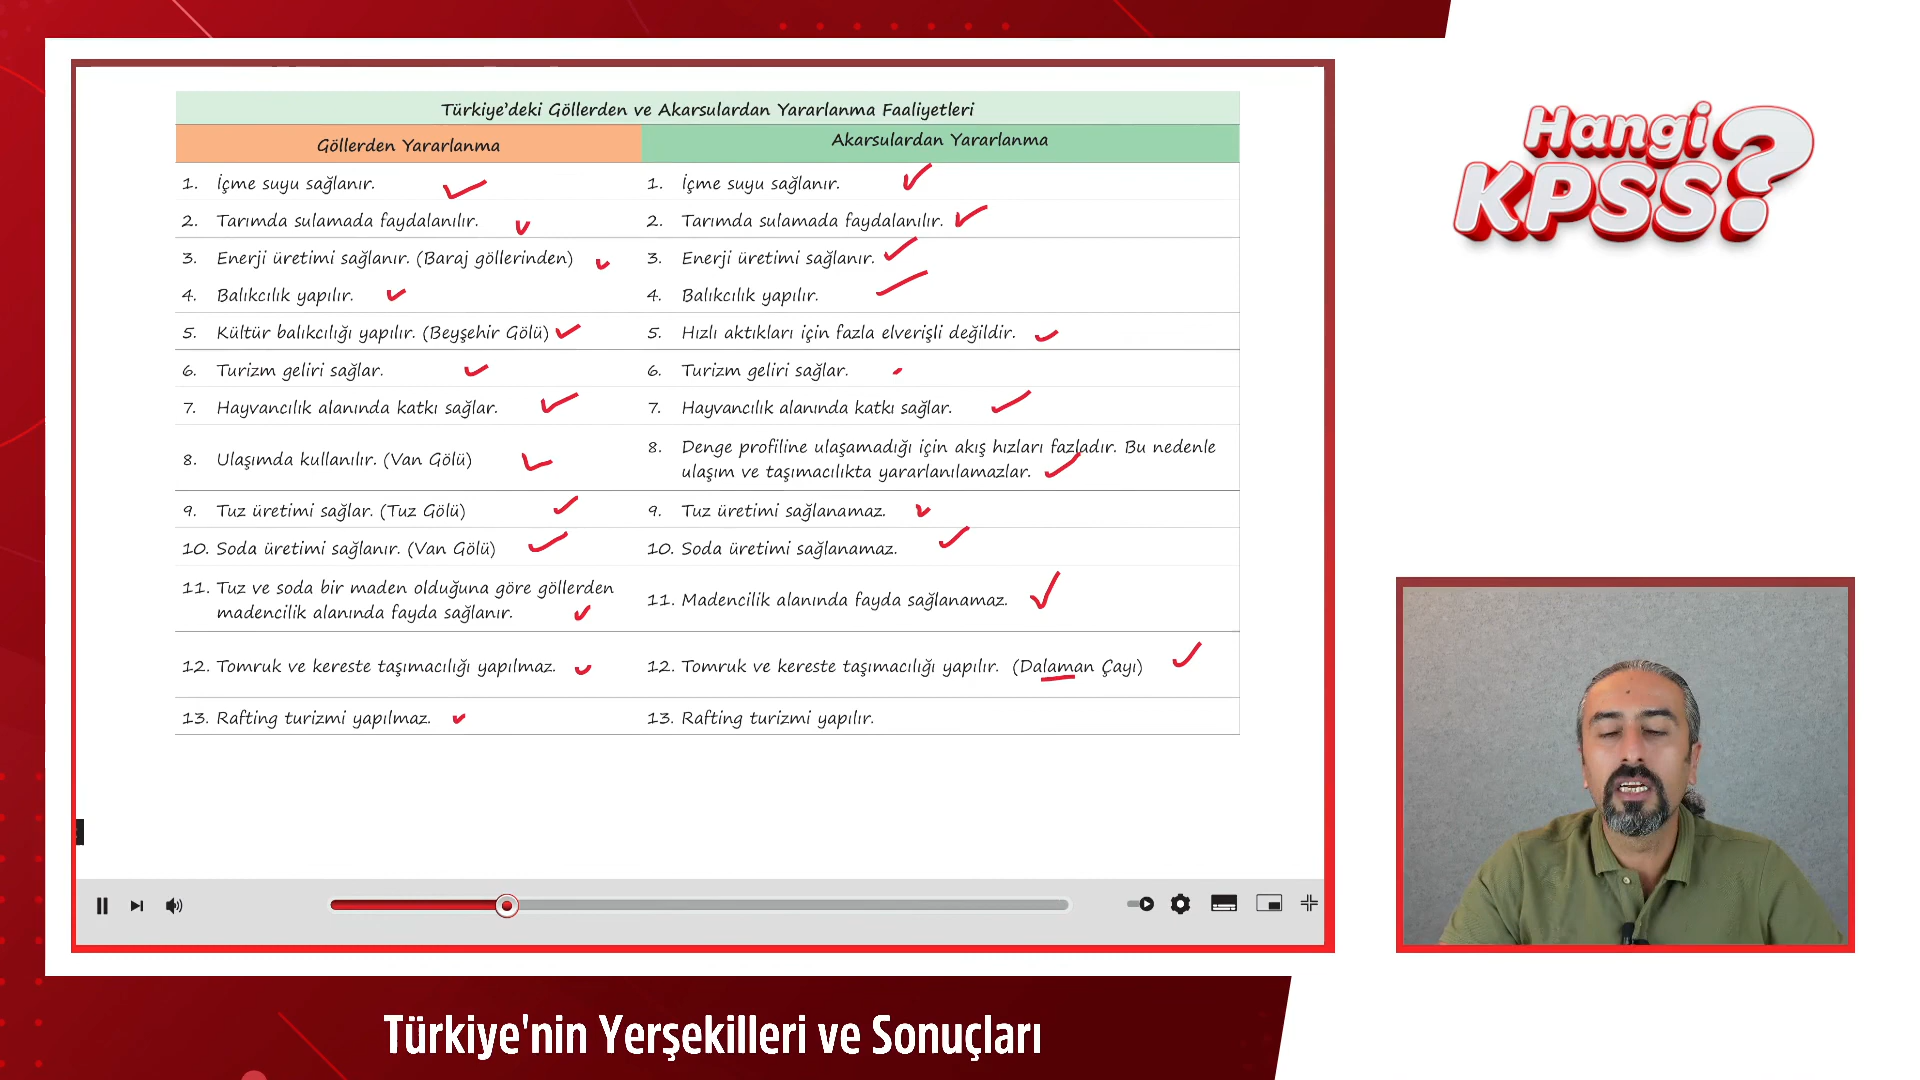 Türkiye'deki Göllerden ve Akarsulardan Yararlanma Faaliyetleri
Göllerden Yararlanma
Akarsulardan Yararlanma
1. İçme suyu sağlanır.
1. İçme suyu sağlanır.
2. Tarımda sulamada faydalanılır.
2. Tarımda sulamada faydalanılır.
3. Enerji üretimi sağlanır. (Baraj göllerinden)
3. Enerji üretimi sağlanır.
4. Balıkcılık yapılır.
4. Balıkcılık yapılır.
5. Kültür balıkcılığı yapılır. (Beyşehir Gölü)
5. Hızlı aktıkları için fazla elverişli değildir.
6. Turizm geliri sağlar.
6. Turizm geliri sağlar.
7. Hayvancılık alanında katkı sağlar.
7. Hayvancılık alanında katkı sağlar.
8. Ulaşımda kullanılır. (Van Gölü)
8. Denge profiline ulaşamadığı için akış hızları fazladır. Bu nedenle
ulaşım ve taşımacılıkta yararlanılamazlar.
9. Tuz üretimi sağlar. (Tuz Gölü)
9. Tuz üretimi sağlanamaz.
10. Soda üretimi sağlanır. (Van Gölü)
10. Soda üretimi sağlanamaz.
11. Tuz ve soda bir maden olduğuna göre göllerden
madencilik alanında fayda sağlanır.
11. Madencilik alanında fayda sağlanamaz.
12. Tomruk ve kereste taşımacılığı yapılmaz.
12. Tomruk ve kereste taşımacılığı yapılır. (Dalaman Çayı)
13. Rafting turizmi yapılmaz.
13. Rafting turizmi yapılır.
Hangi
KPSS?
Türkiye'nin Yerşekilleri ve Sonuçları